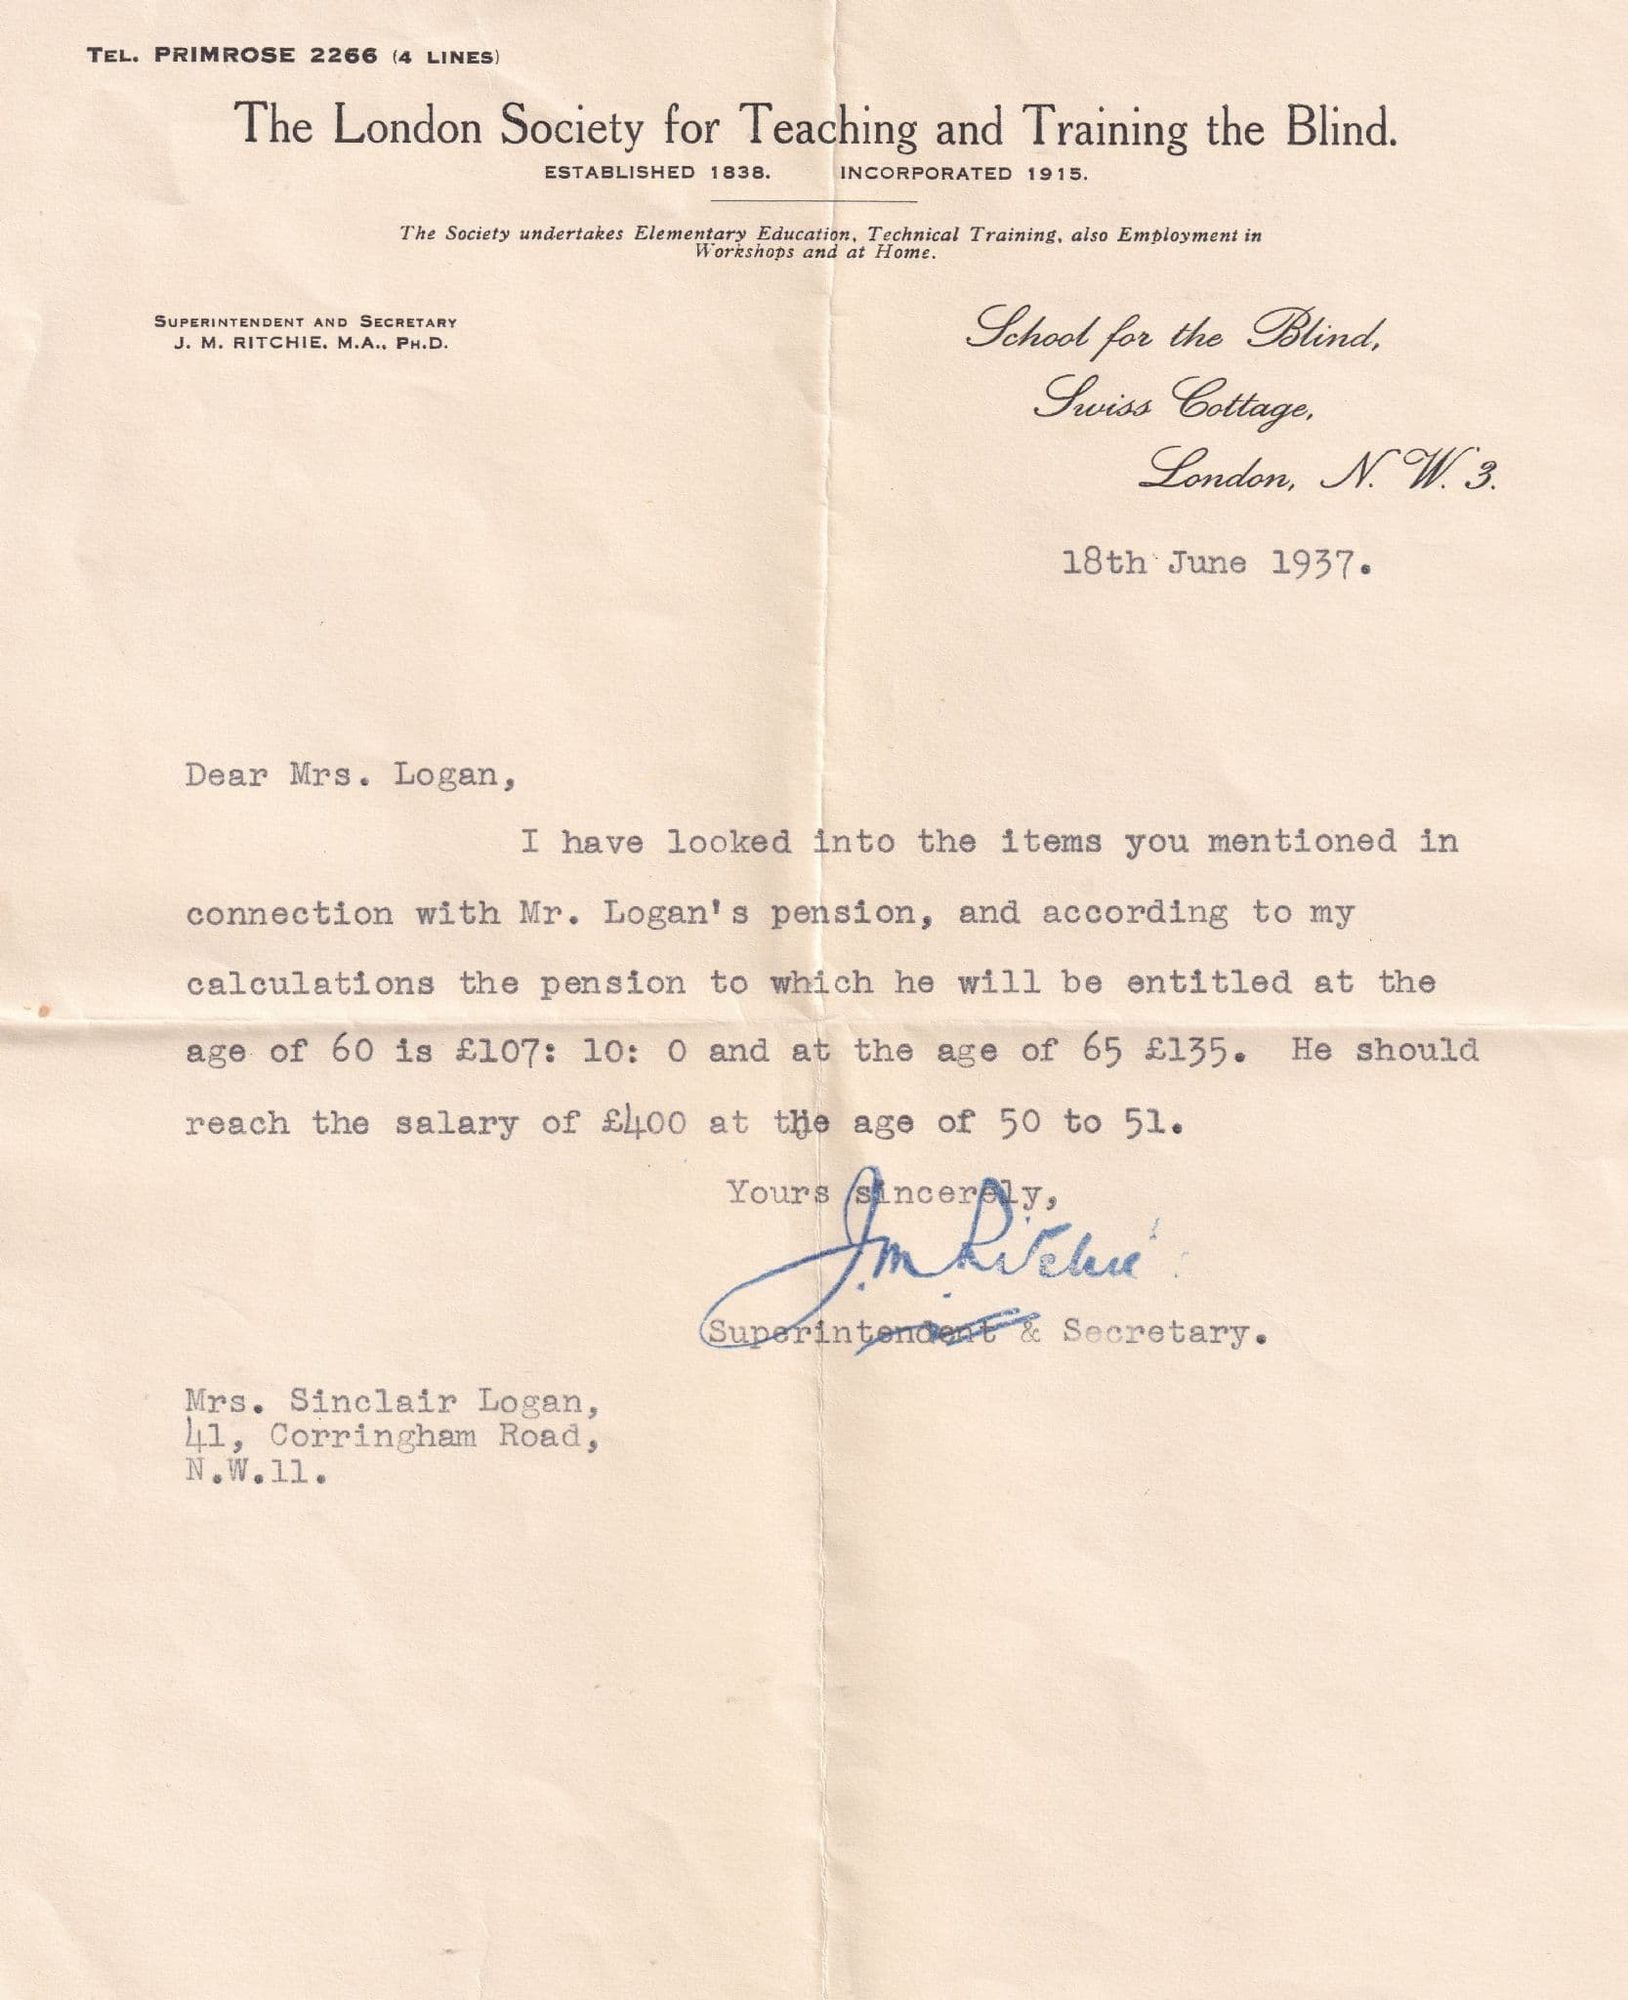 TEL. PRIMROSE 2266 (4 LINES)
The London Society for Teaching and Training the Blind.
ESTABLISHED 1838. INCORPORATED 1915.
The Society undertakes Elementary Education, Technical Training, also Employment in
Workshops and at Home.
SUPERINTENDENT AND SECRETARY
J. M. RITCHIE, M.A., PH.D.
School for the Blind,
Swiss Cottage,
London, N. W. 3.
18th June 1937.
Dear Mrs. Logan,
I have looked into the items you mentioned in
connection with Mr. Logan's pension, and according to my
calculations the pension to which he will be entitled at the
age of 60 is £107: 10: 0 and at the age of 65 £135. He should
reach the salary of £400 at the age of 50 to 51.
Yours sincerely,
J. M. Ritchie
Superintendent & Secretary.
Mrs. Sinclair Logan,
41, Corringham Road,
N.W.11.